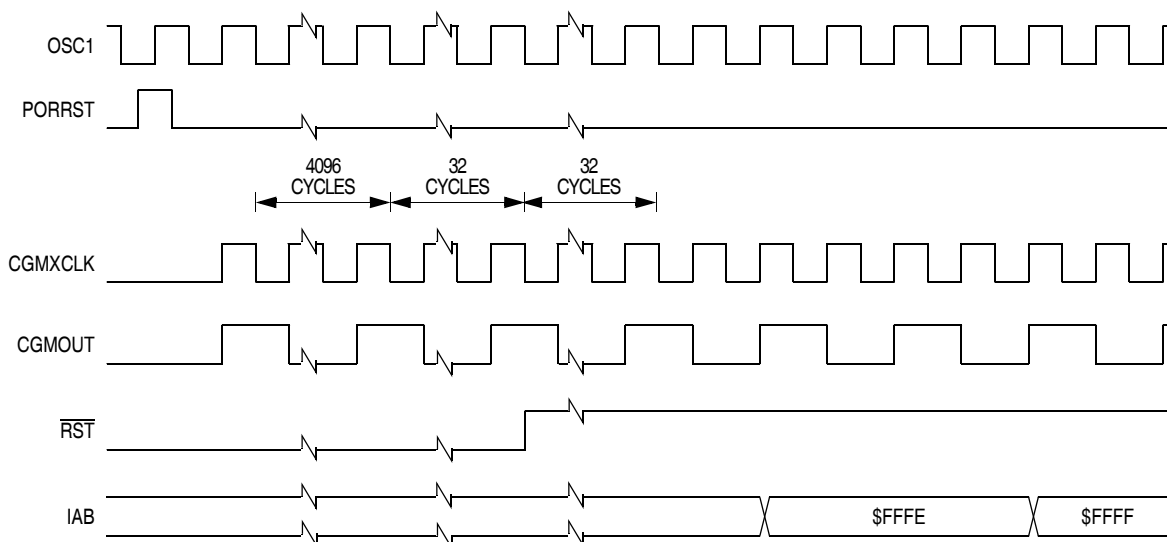 OSC1
PORRST
4096
CYCLES
32
CYCLES
32
CYCLES
CGMXCLK
CGMOUT
RST
IAB
$FFFE
$FFFF